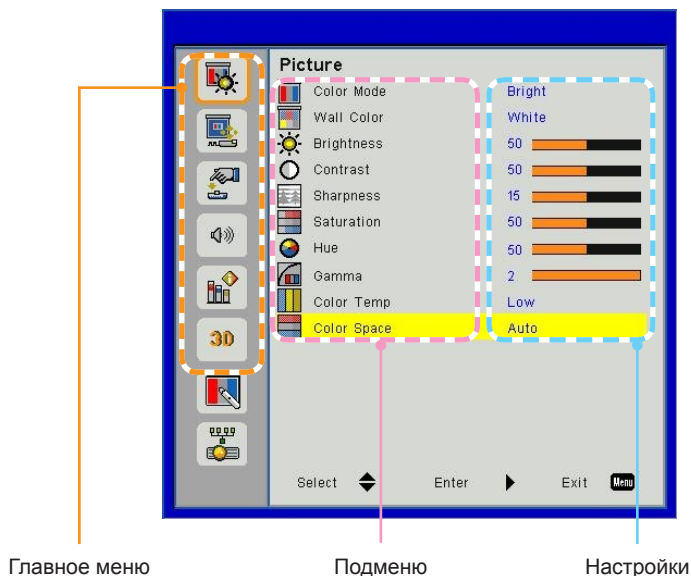 Picture
Color Mode Bright
Wall Color White
Brightness 50
Contrast 50
Sharpness 15
Saturation 50
Hue 50
Gamma 2
Color Temp Low
Color Space Auto
3D
Select Enter Exit Menu
Главное меню Подменю Настройки